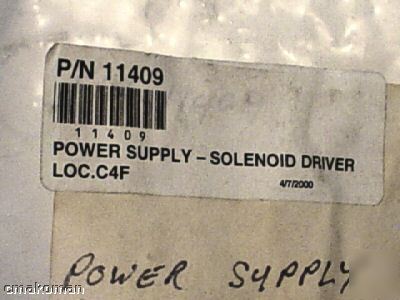 P/N 11409
11409
POWER SUPPLY – SOLENOID DRIVER
LOC.C4F 4/7/2000
POWER SUPPLY
cmakoman